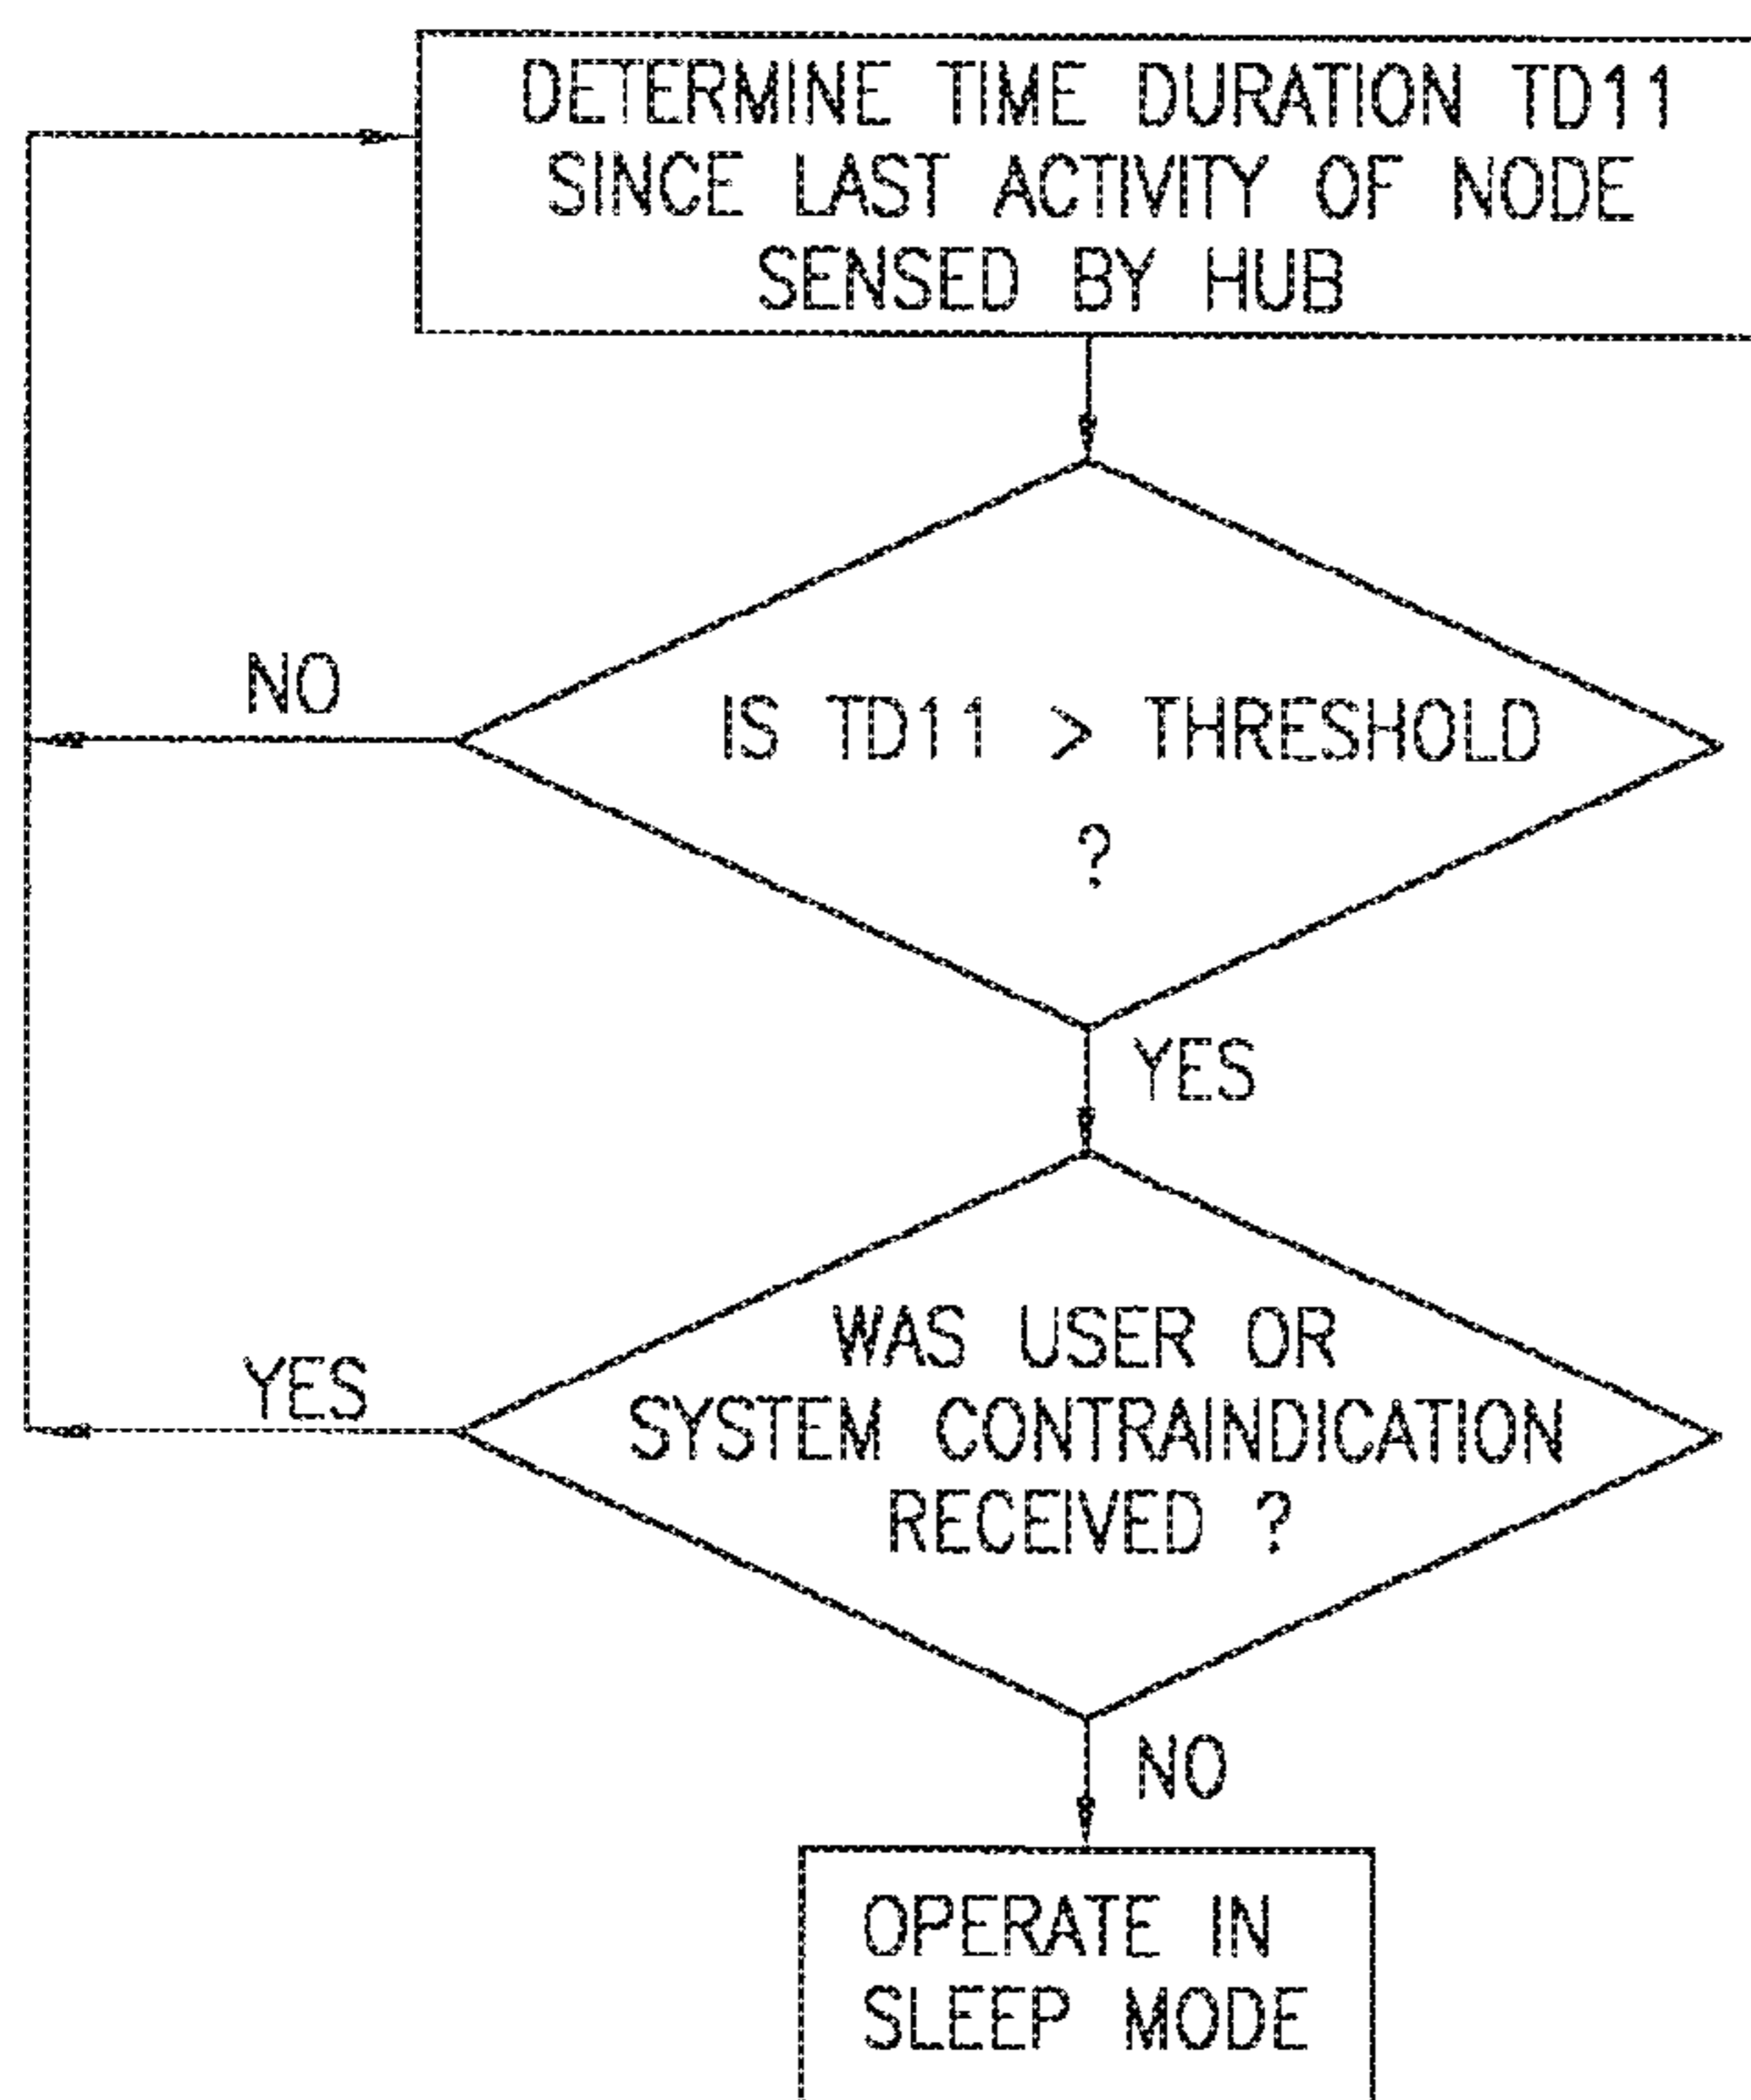 DETERMINE TIME DURATION TD11
SINCE LAST ACTIVITY OF NODE
SENSED BY HUB
NO
IS TD11 > THRESHOLD
?
YES
WAS USER OR
YES
SYSTEM CONTRAINDICATION
RECEIVED ?
NO
OPERATE IN
SLEEP MODE